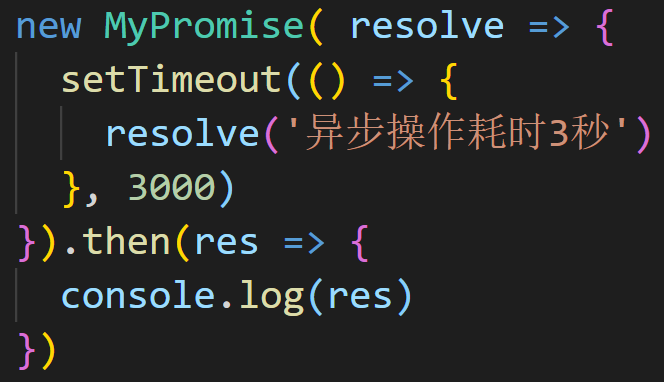 new MyPromise( resolve => {
  setTimeout(() => {
    resolve('异步操作耗时3秒')
  }, 3000)
}).then(res => {
  console.log(res)
})